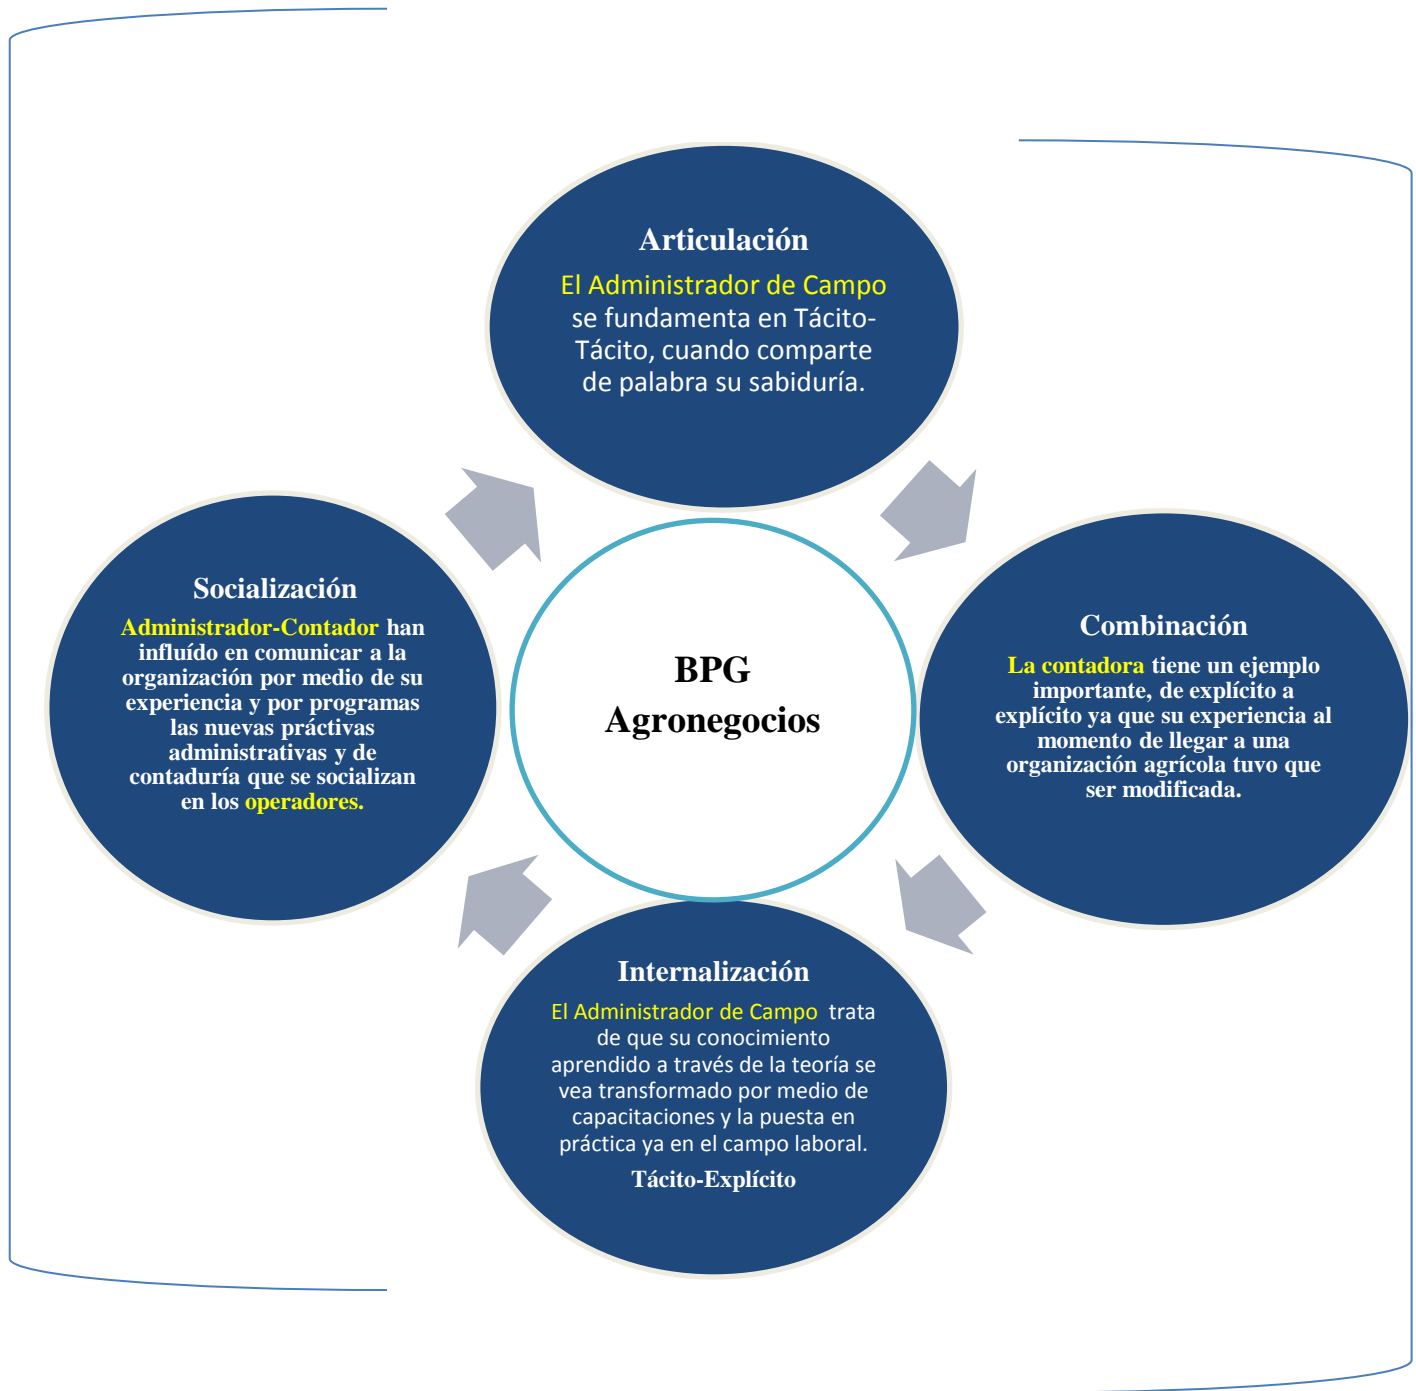 Articulación
El Administrador de Campo
se fundamenta en Tácito-
Tácito, cuando comparte
de palabra su sabiduría.
Socialización
Administrador-Contador han
influído en comunicar a la
organización por medio de su
experiencia y por programas
las nuevas práctivas
administrativas y de
contaduría que se socializan
en los operadores.
BPG
Agronegocios
Combinación
La contadora tiene un ejemplo
importante, de explícito a
explícito ya que su experiencia al
momento de llegar a una
organización agrícola tuvo que
ser modificada.
Internalización
El Administrador de Campo trata
de que su conocimiento
aprendido a través de la teoría se
vea transformado por medio de
capacitaciones y la puesta en
práctica ya en el campo laboral.
Tácito-Explícito